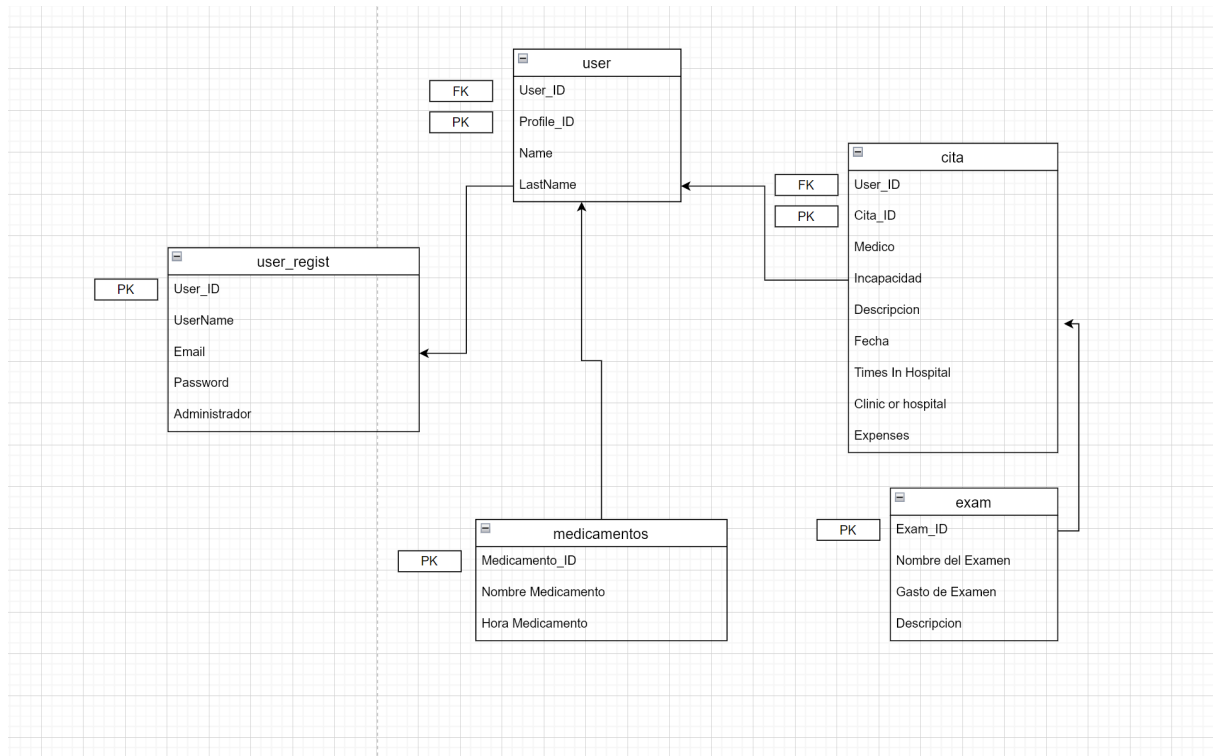 user
FK
User_ID
PK
Profile_ID
Name
LastName
cita
FK
User_ID
PK
Cita_ID
Medico
Incapacidad
Descripcion
Fecha
Times In Hospital
Clinic or hospital
Expenses
user_regist
PK
User_ID
UserName
Email
Password
Administrador
medicamentos
PK
Medicamento_ID
Nombre Medicamento
Hora Medicamento
exam
PK
Exam_ID
Nombre del Examen
Gasto de Examen
Descripcion